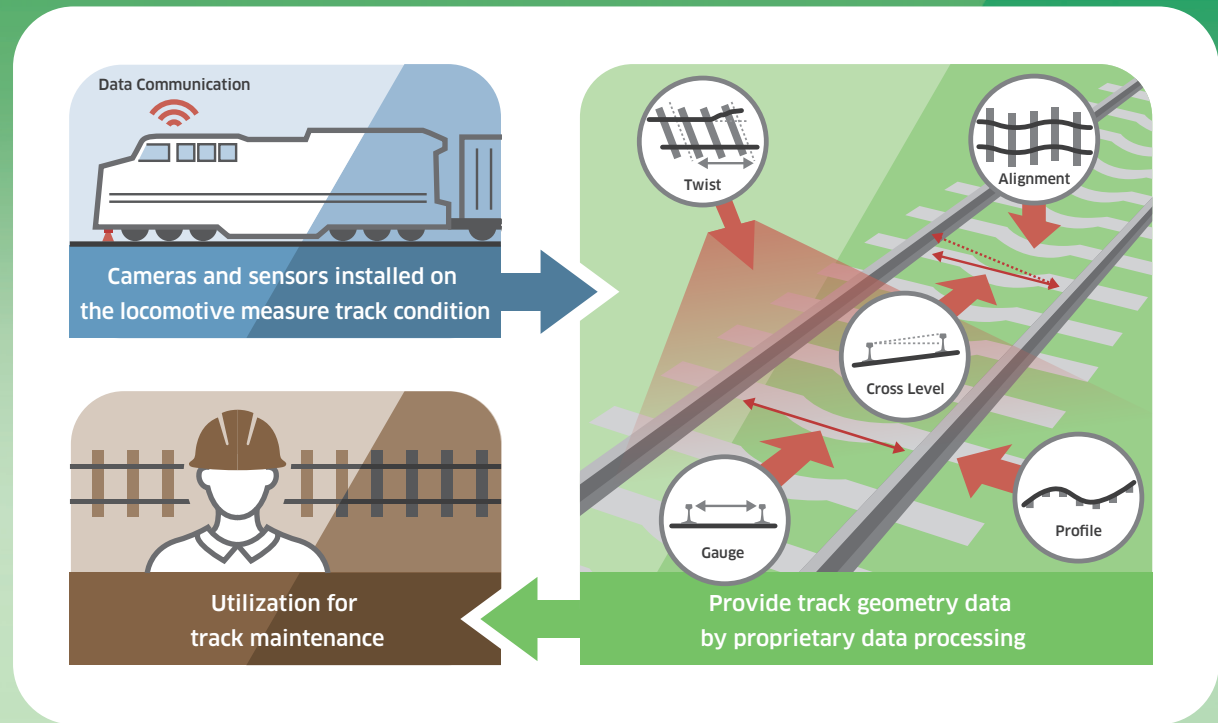 Data Communication
Cameras and sensors installed on
the locomotive measure track condition
Twist
Alignment
Cross Level
Gauge
Profile
Provide track geometry data
by proprietary data processing
Utilization for
track maintenance